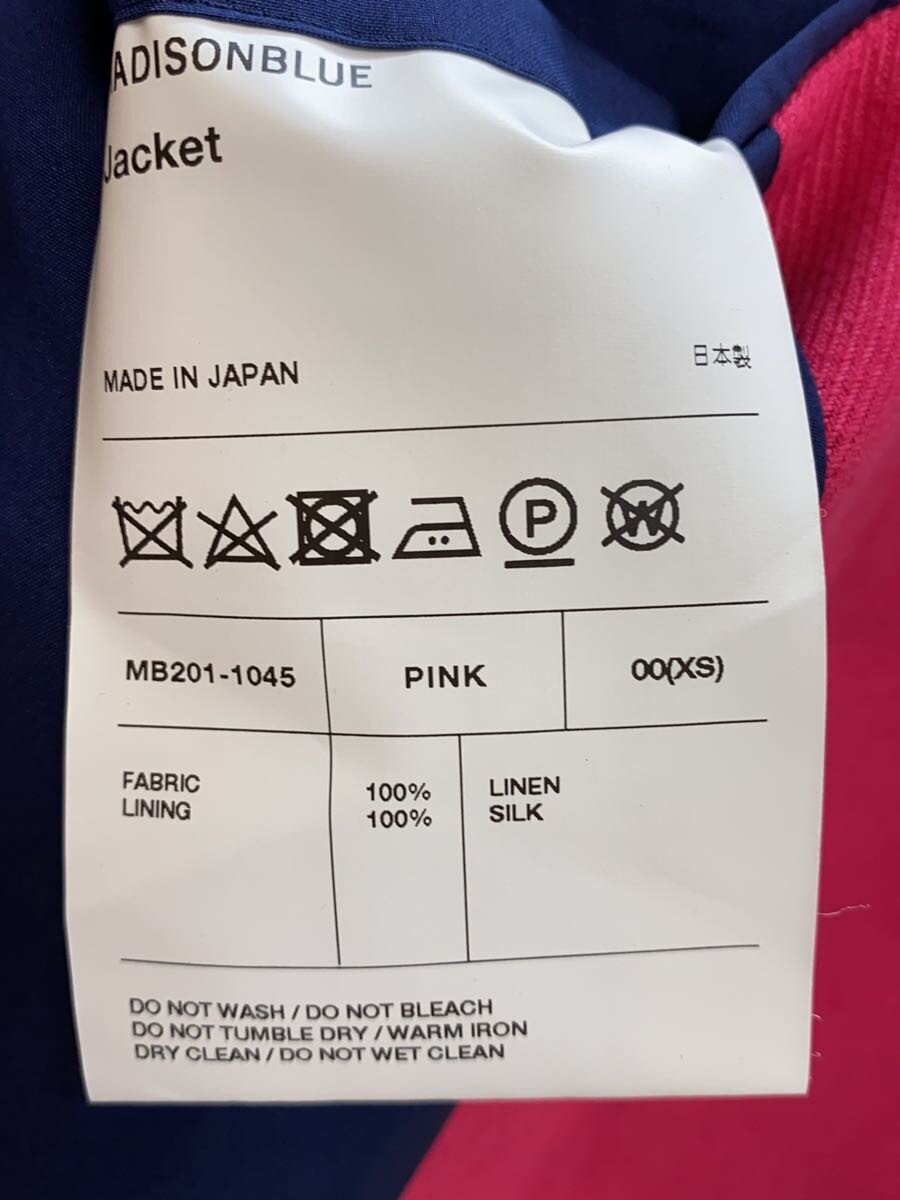 ADISONBLUE
Jacket
MADE IN JAPAN
日本製
P
W
MB201-1045
PINK
00(XS)
FABRIC 100% LINEN
LINING 100% SILK
DO NOT WASH / DO NOT BLEACH
DO NOT TUMBLE DRY / WARM IRON
DRY CLEAN / DO NOT WET CLEAN